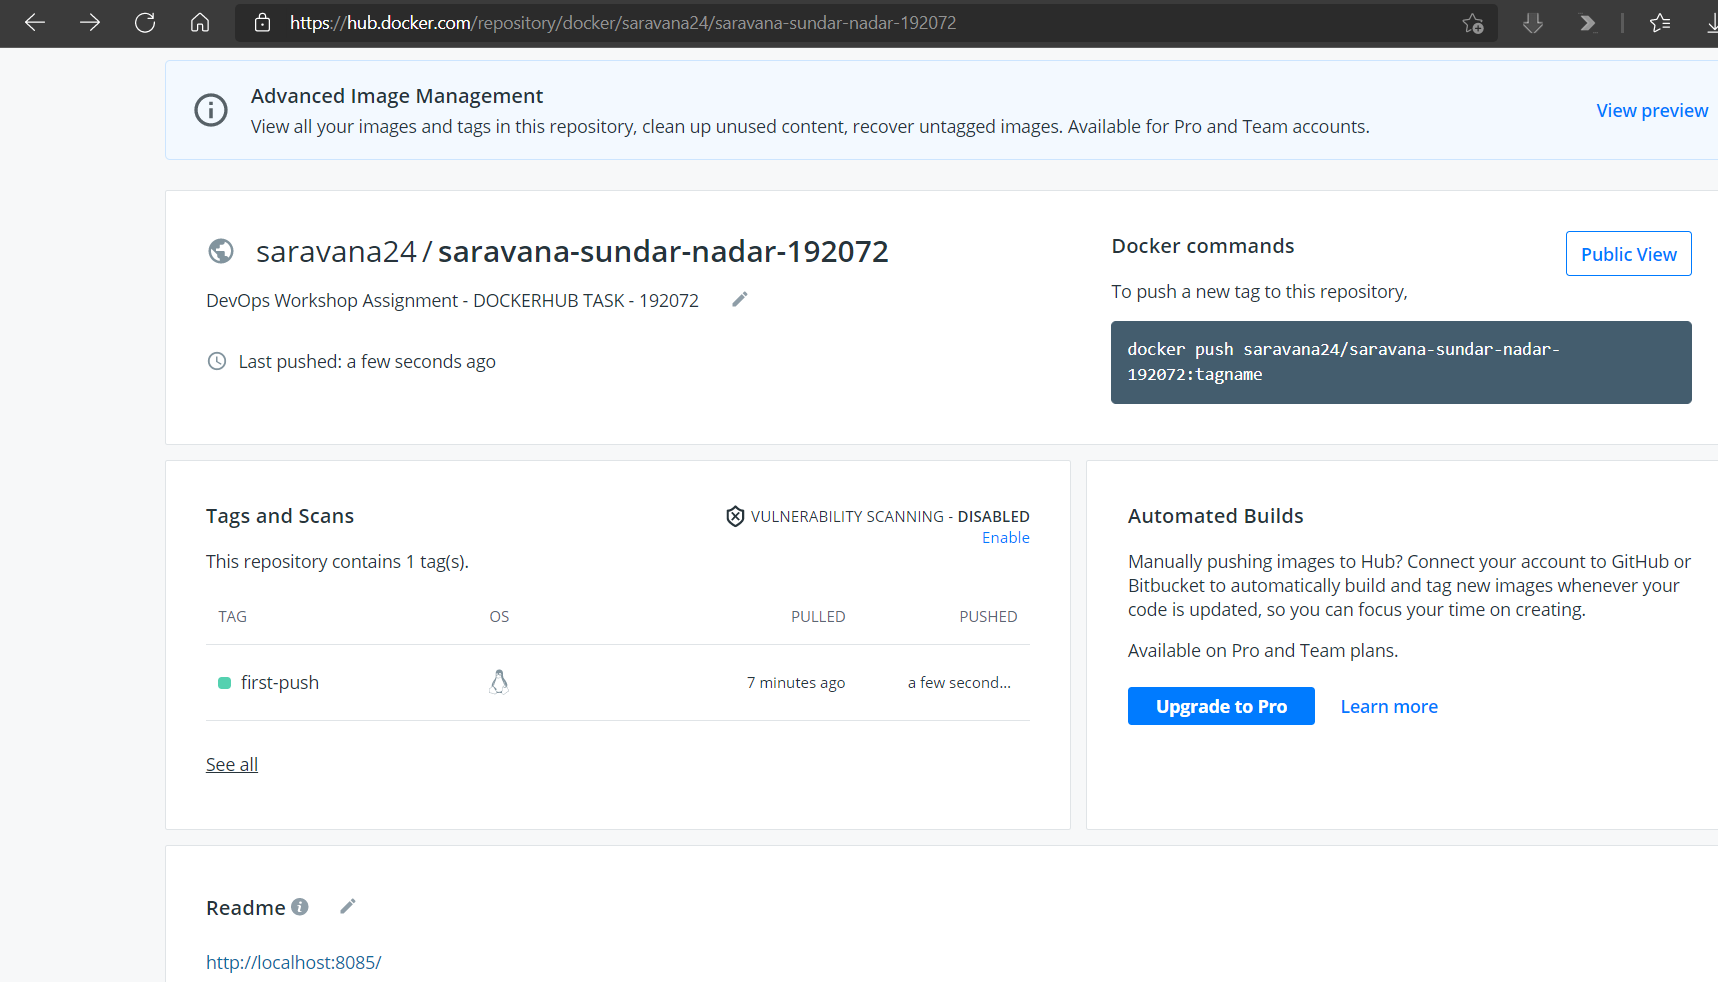 https://hub.docker.com/repository/docker/saravana24/saravana-sundar-nadar-192072
Advanced Image Management
View all your images and tags in this repository, clean up unused content, recover untagged images. Available for Pro and Team accounts.
View preview
saravana24/saravana-sundar-nadar-192072
DevOps Workshop Assignment - DOCKERHUB TASK - 192072
Last pushed: a few seconds ago
Docker commands
Public View
To push a new tag to this repository,
docker push saravana24/saravana-sundar-nadar-
192072:tagname
Tags and Scans
VULNERABILITY SCANNING - DISABLED
Enable
This repository contains 1 tag(s).
TAG OS PULLED PUSHED
first-push 7 minutes ago a few second...
See all
Automated Builds
Manually pushing images to Hub? Connect your account to GitHub or
Bitbucket to automatically build and tag new images whenever your
code is updated, so you can focus your time on creating.
Available on Pro and Team plans.
Upgrade to Pro Learn more
Readme
http://localhost:8085/